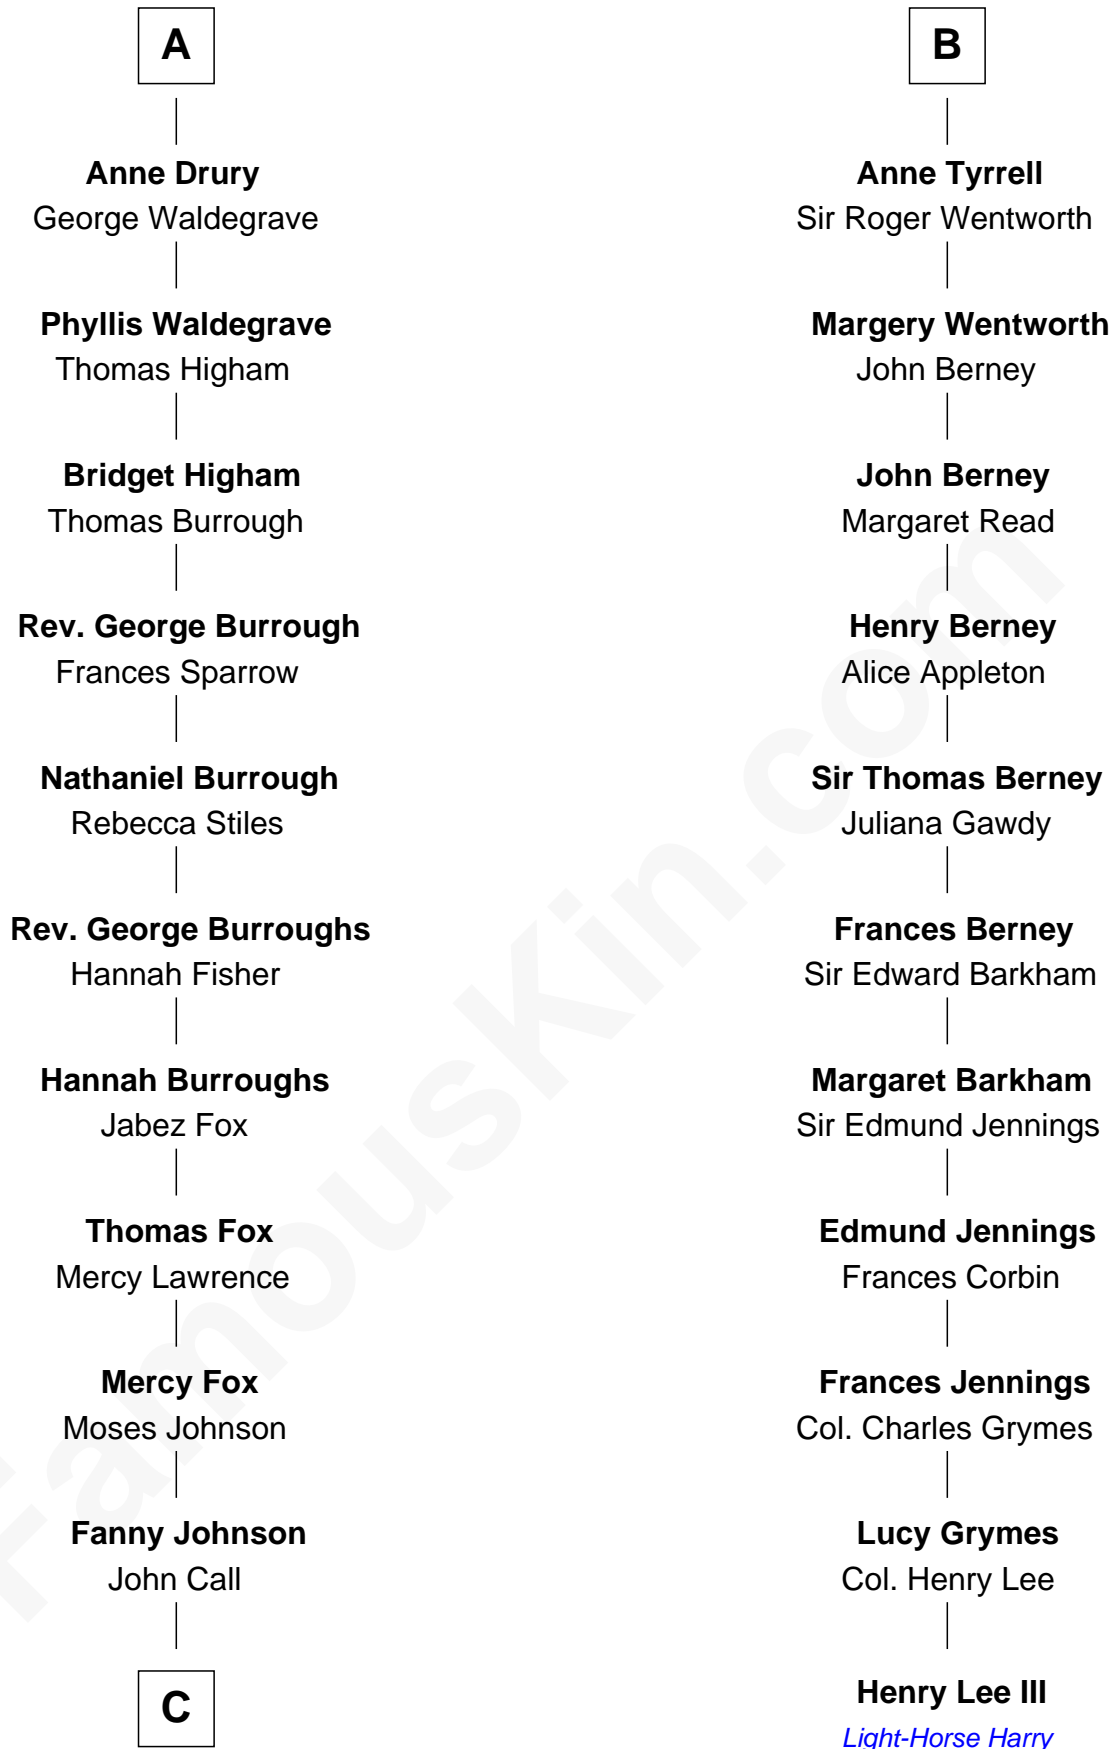 A
Anne Drury
George Waldegrave
Phyllis Waldegrave
Thomas Higham
Bridget Higham
Thomas Burrough
Rev. George Burrough
Frances Sparrow
Nathaniel Burrough
Rebecca Stiles
Rev. George Burroughs
Hannah Fisher
Hannah Burroughs
Jabez Fox
Thomas Fox
Mercy Lawrence
Mercy Fox
Moses Johnson
Fanny Johnson
John Call
C
B
Anne Tyrrell
Sir Roger Wentworth
Margery Wentworth
John Berney
John Berney
Margaret Read
Henry Berney
Alice Appleton
Sir Thomas Berney
Juliana Gawdy
Frances Berney
Sir Edward Barkham
Margaret Barkham
Sir Edmund Jennings
Edmund Jennings
Frances Corbin
Frances Jennings
Col. Charles Grymes
Lucy Grymes
Col. Henry Lee
Henry Lee III
Light-Horse Harry
FamousKin.com